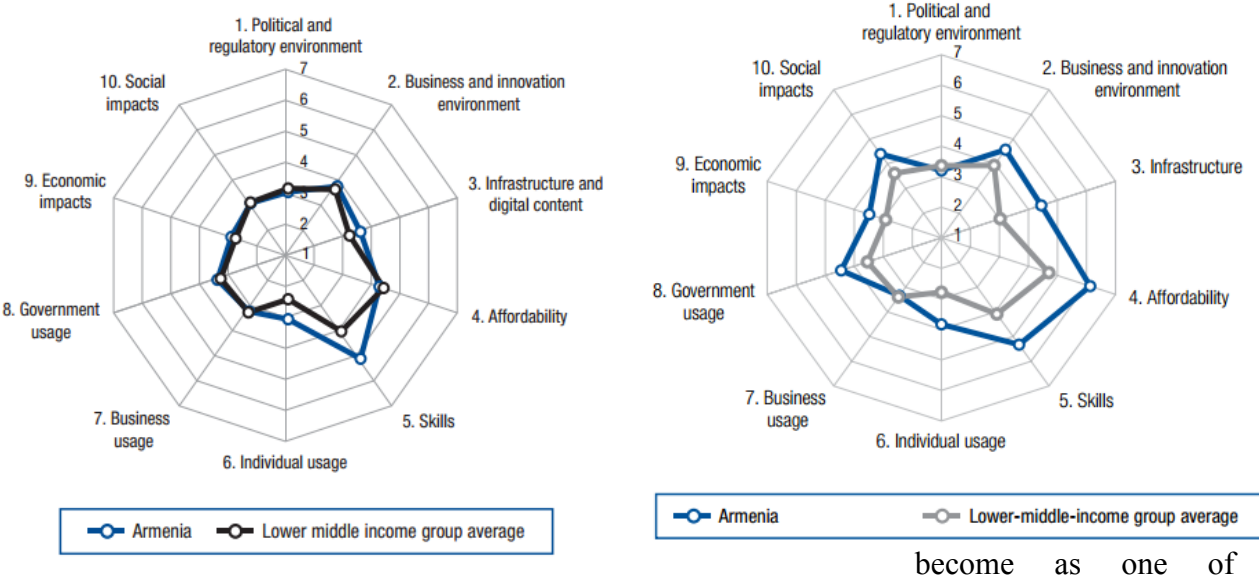 1. Political and
regulatory environment
7
6
5
4
3
2
1
2. Business and innovation
environment
3. Infrastructure and
digital content
4. Affordability
5. Skills
6. Individual usage
7. Business
usage
8. Government
usage
9. Economic
impacts
10. Social
impacts
Armenia
Lower middle income group average
1. Political and
regulatory environment
7
6
5
4
3
2
1
2. Business and innovation
environment
3. Infrastructure
4. Affordability
5. Skills
6. Individual usage
7. Business
usage
8. Government
usage
9. Economic
impacts
10. Social
impacts
Armenia
Lower-middle-income group average
become as one of